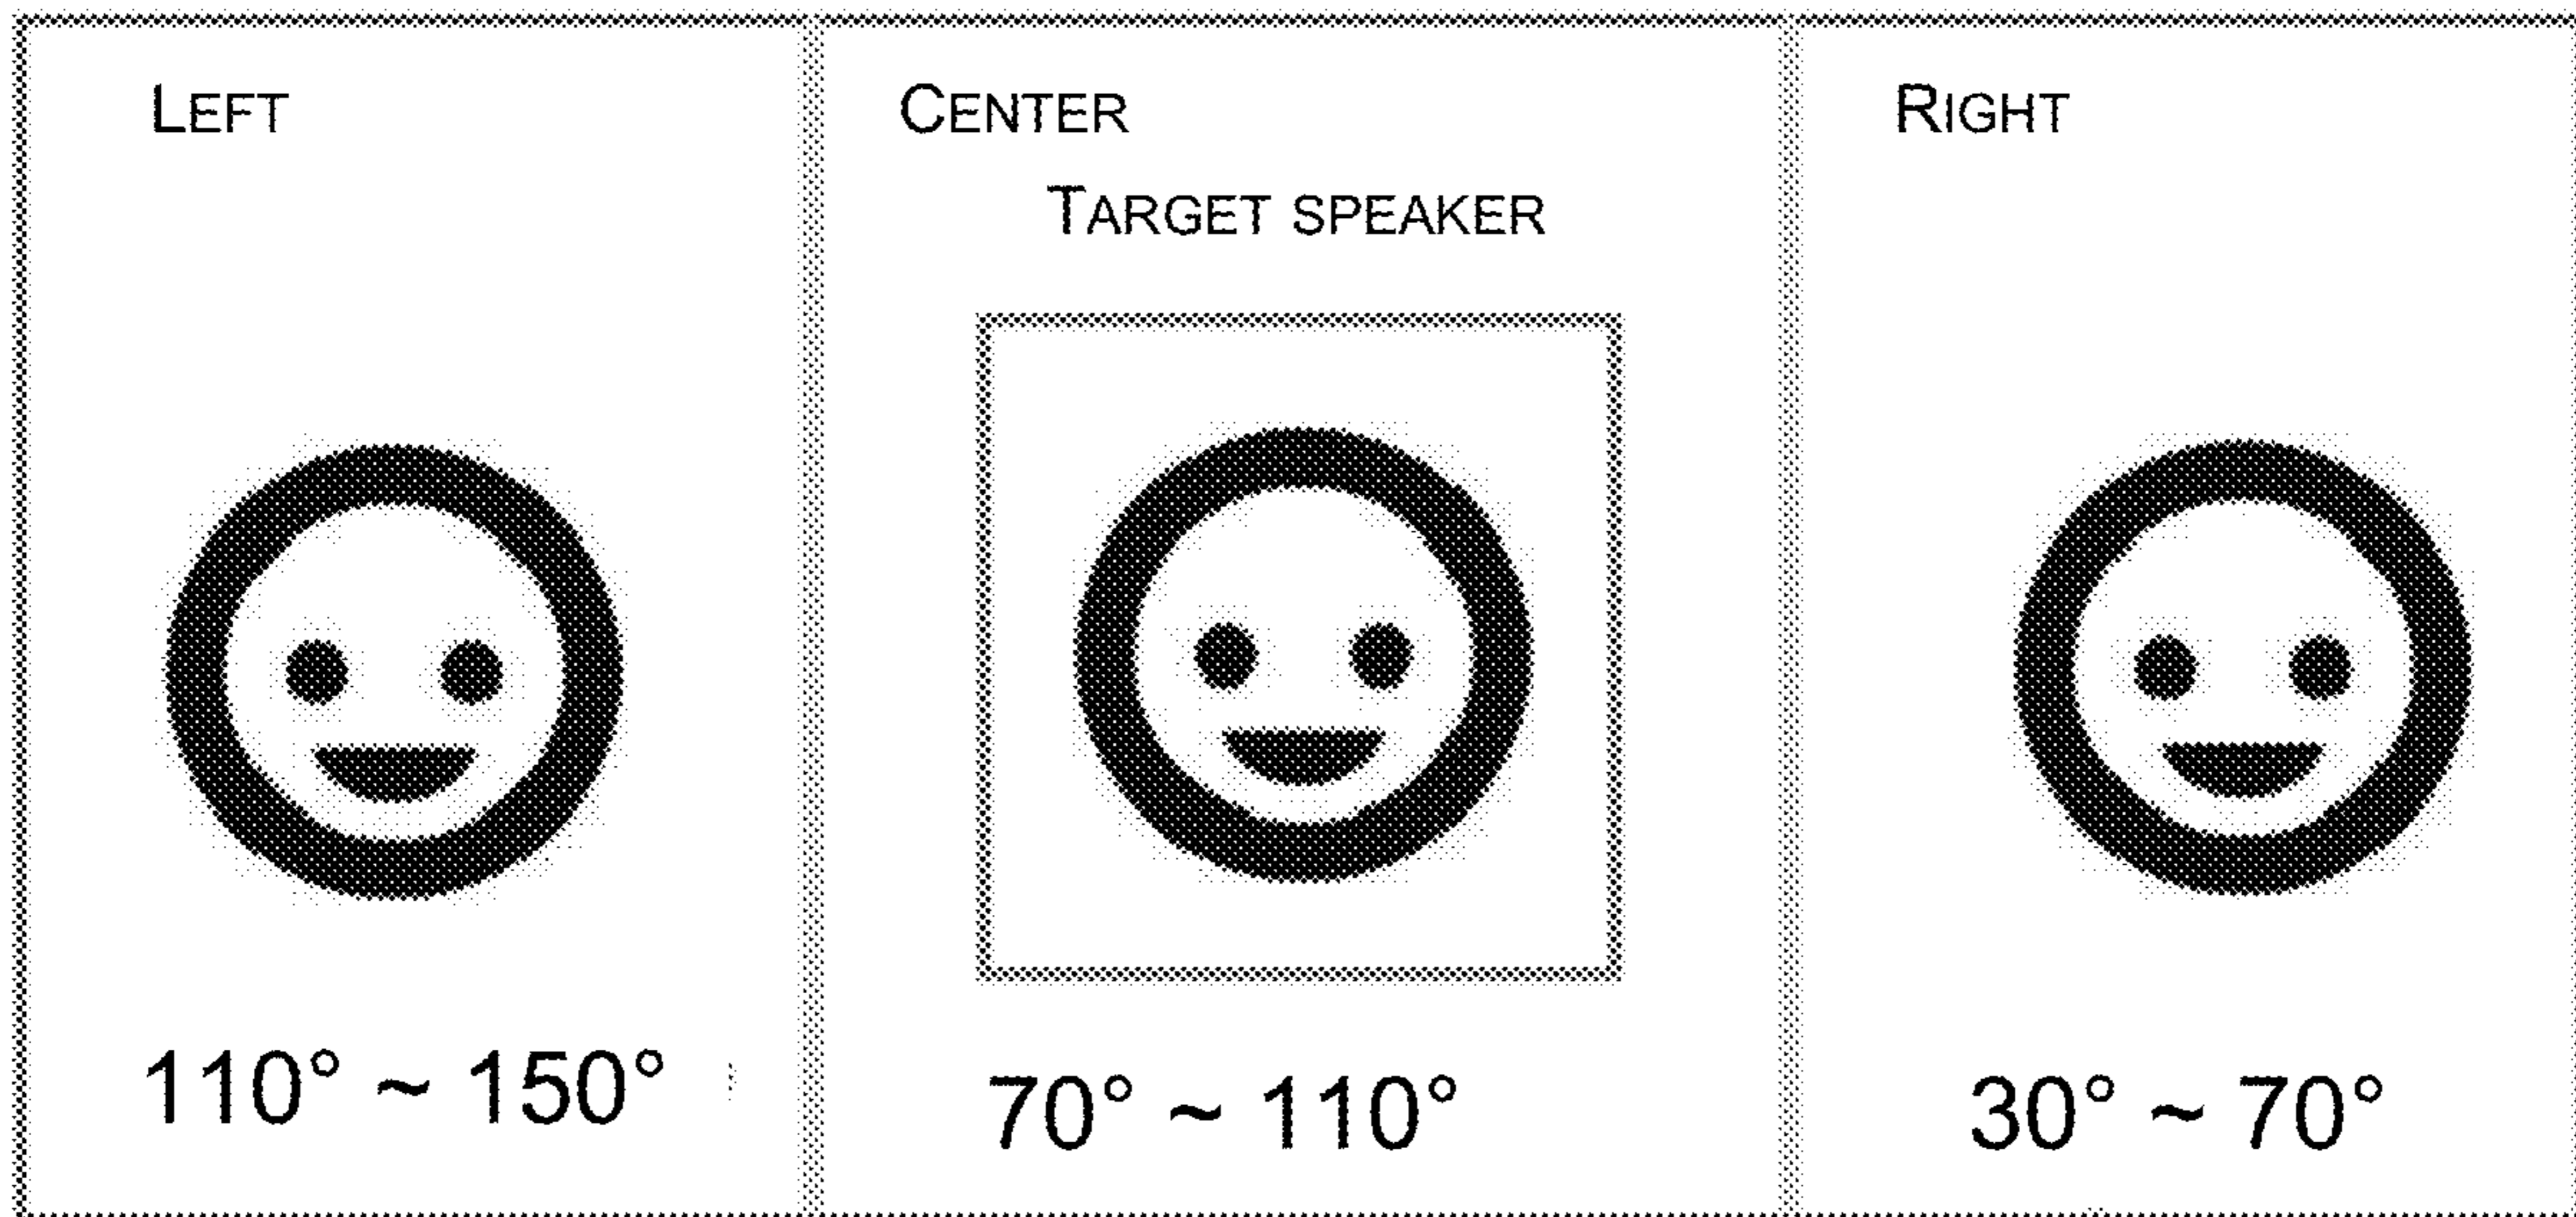 LEFT
CENTER
RIGHT
TARGET SPEAKER
110° ~ 150°
70° ~ 110°
30° ~ 70°